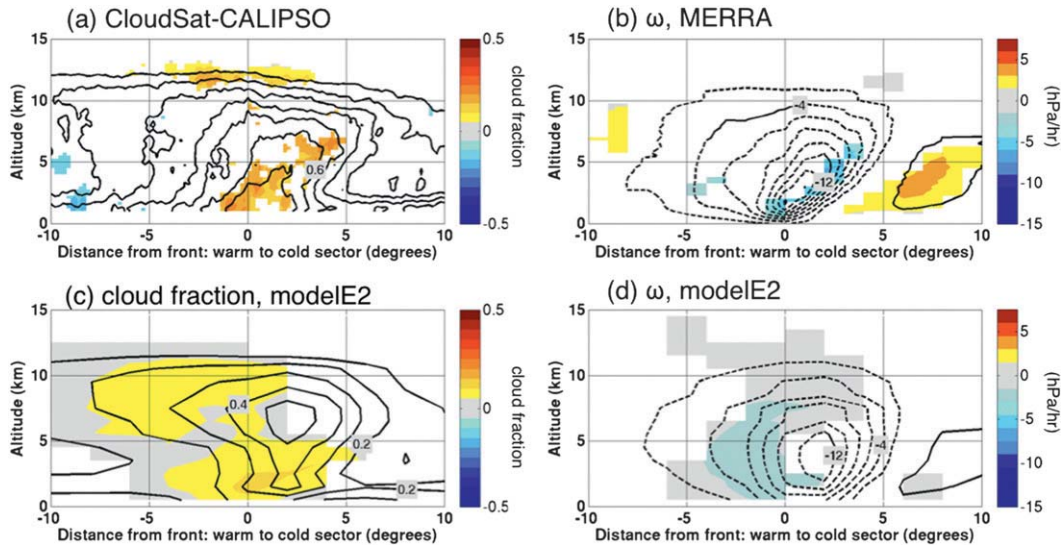 (a) CloudSat-CALIPSO
Altitude (km)
15
10
5
0
0.6
-10 -5 0 5 10
Distance from front: warm to cold sector (degrees)
0.5
0
-0.5
cloud fraction
(b) ω, MERRA
Altitude (km)
15
10
5
0
-4
-12
-10 -5 0 5 10
Distance from front: warm to cold sector (degrees)
5
0
-5
-10
-15
(hPa/hr)
(c) cloud fraction, modelE2
Altitude (km)
15
10
5
0
0.4
0.2
0.2
-10 -5 0 5 10
Distance from front: warm to cold sector (degrees)
0.5
0
-0.5
cloud fraction
(d) ω, modelE2
Altitude (km)
15
10
5
0
-4
-12
-10 -5 0 5 10
Distance from front: warm to cold sector (degrees)
5
0
-5
-10
-15
(hPa/hr)